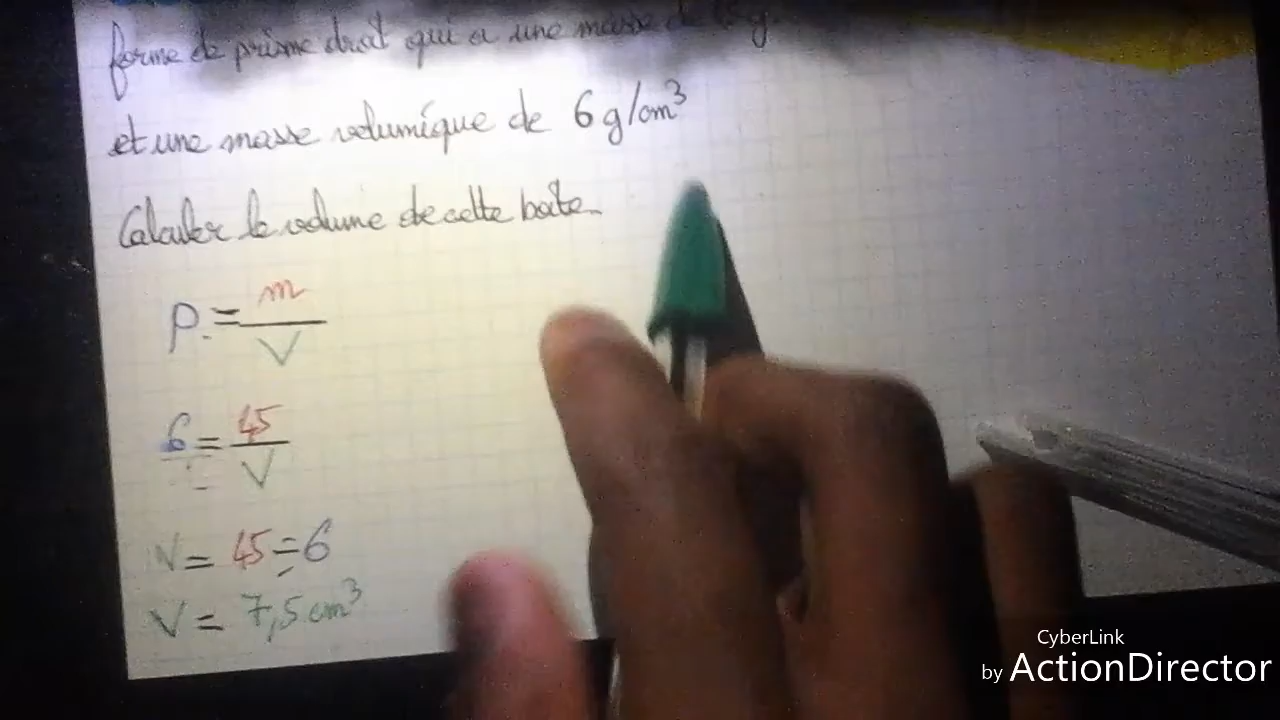 forme de prisme droit qui a une masse de 45 g
et une masse volumique de 6 g/cm³
Calculer le volume de cette boite.
ρ = m / V
6 = 45 / V
V = 45 ÷ 6
V = 7,5 cm³
CyberLink
by ActionDirector